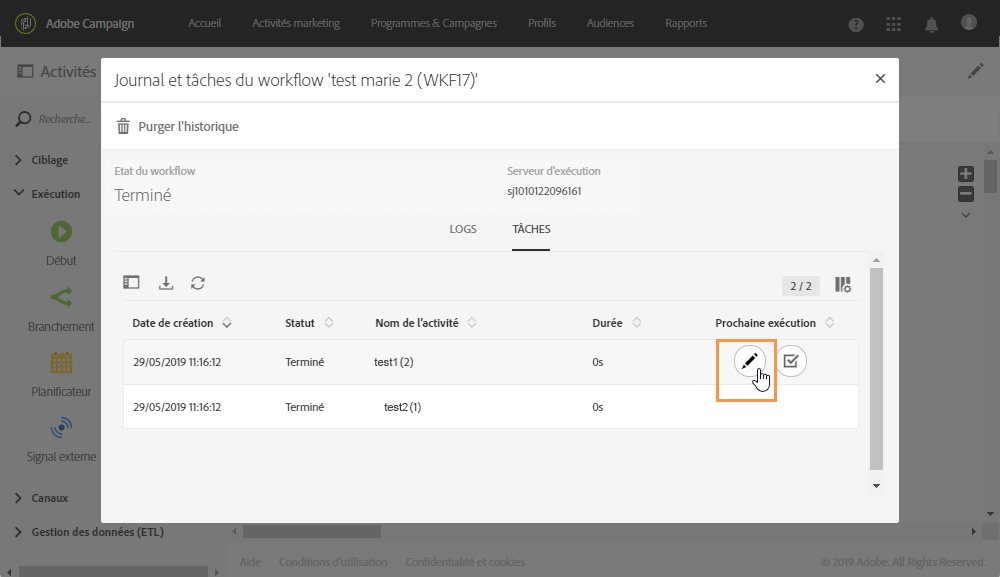 Adobe Campaign Accueil Activités marketing Programmes & Campagnes Profils Audiences Rapports
Activités
Journal et tâches du workflow 'test marie 2 (WKF17)'
Recherche...
Purger l'historique
Ciblage
Etat du workflow Serveur d'exécution
Terminé sj1010122096161
Exécution
LOGS TÂCHES
Début
2 / 2
Branchement
Date de création Statut Nom de l'activité Durée Prochaine exécution
29/05/2019 11:16:12 Terminé test1 (2) 0s
Planificateur
29/05/2019 11:16:12 Terminé test2 (1) 0s
Signal externe
Canaux
Gestion des données (ETL)
Aide Conditions d'utilisation Confidentialité et cookies © 2019 Adobe. All Rights Reserved.